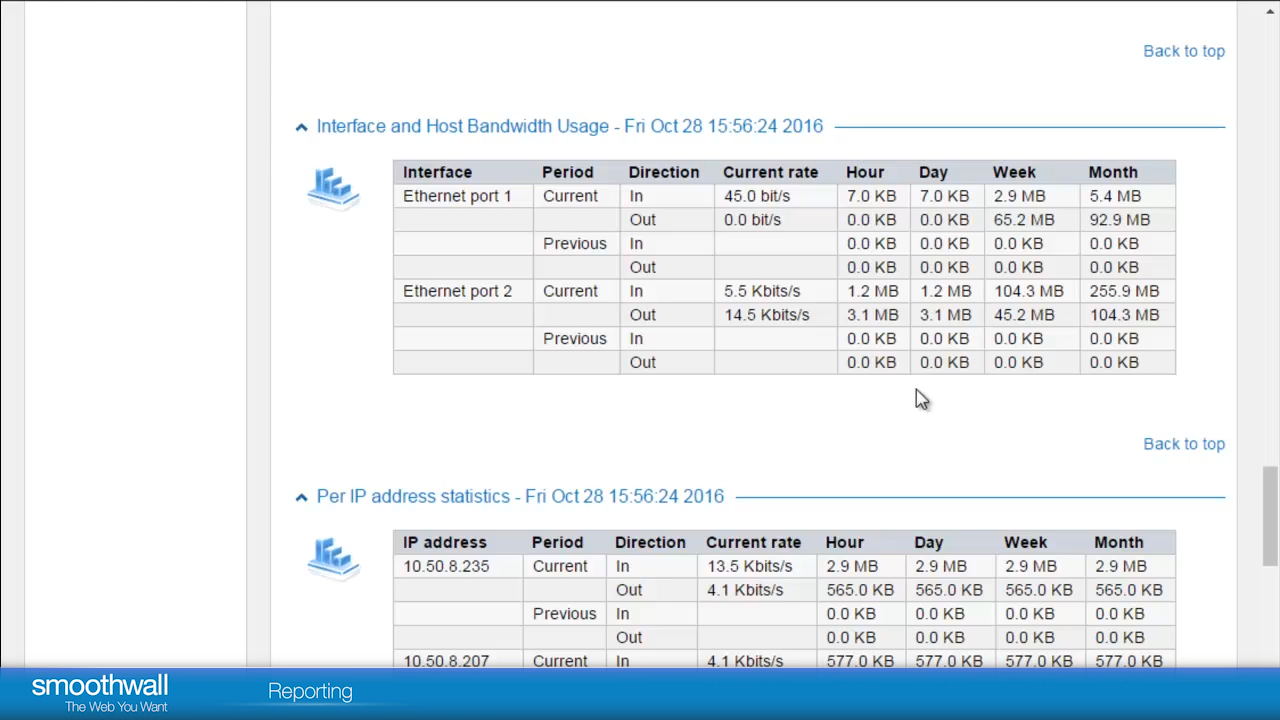 Back to top
Interface and Host Bandwidth Usage - Fri Oct 28 15:56:24 2016
Interface Period Direction Current rate Hour Day Week Month
Ethernet port 1 Current In 45.0 bit/s 7.0 KB 7.0 KB 2.9 MB 5.4 MB
Out 0.0 bit/s 0.0 KB 0.0 KB 65.2 MB 92.9 MB
Previous In 0.0 KB 0.0 KB 0.0 KB 0.0 KB
Out 0.0 KB 0.0 KB 0.0 KB 0.0 KB
Ethernet port 2 Current In 5.5 Kbits/s 1.2 MB 1.2 MB 104.3 MB 255.9 MB
Out 14.5 Kbits/s 3.1 MB 3.1 MB 45.2 MB 104.3 MB
Previous In 0.0 KB 0.0 KB 0.0 KB 0.0 KB
Out 0.0 KB 0.0 KB 0.0 KB 0.0 KB
Back to top
Per IP address statistics - Fri Oct 28 15:56:24 2016
IP address Period Direction Current rate Hour Day Week Month
10.50.8.235 Current In 13.5 Kbits/s 2.9 MB 2.9 MB 2.9 MB 2.9 MB
Out 4.1 Kbits/s 565.0 KB 565.0 KB 565.0 KB 565.0 KB
Previous In 0.0 KB 0.0 KB 0.0 KB 0.0 KB
Out 0.0 KB 0.0 KB 0.0 KB 0.0 KB
10.50.8.207 Current In 4.1 Kbits/s 577.0 KB 577.0 KB 577.0 KB 577.0 KB
smoothwall
The Web You Want
Reporting